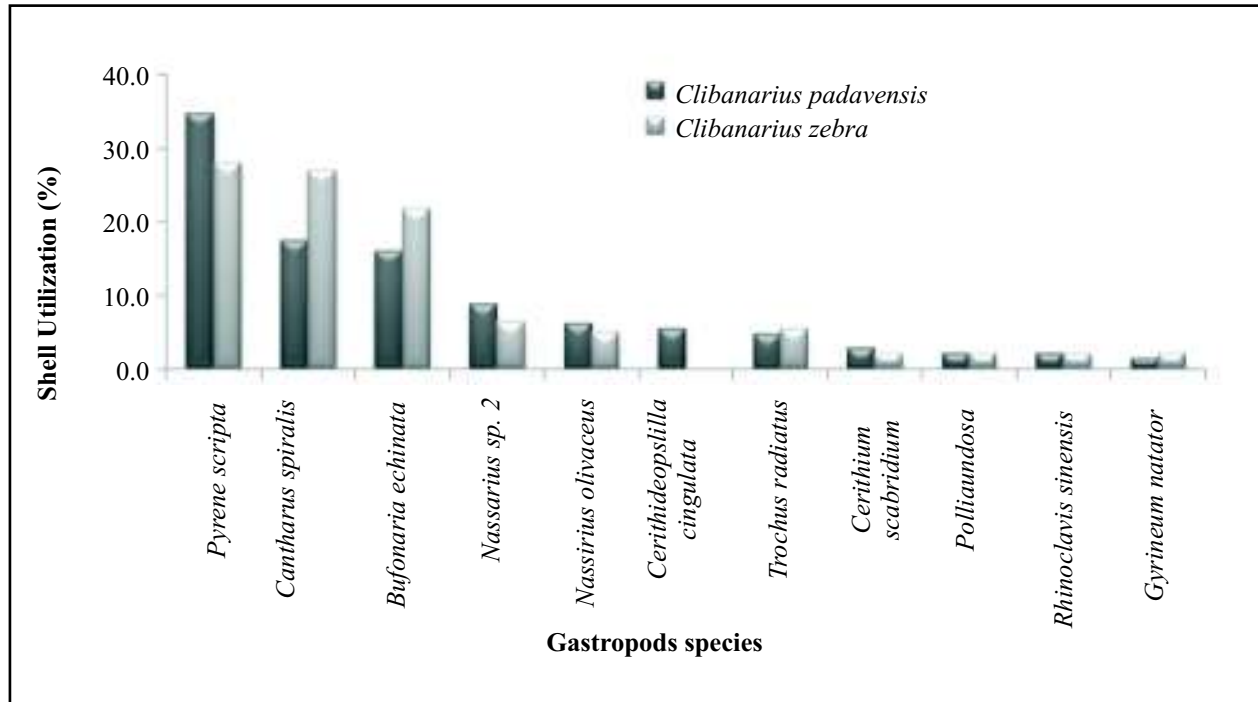 40.0
30.0
20.0
10.0
0.0
Shell Utilization (%)
Clibanarius padavensis
Clibanarius zebra
Pyrene scripta
Cantharus spiralis
Bufonaria echinata
Nassarius sp. 2
Nassirius olivaceus
Cerithideopslilla
cingulata
Trochus radiatus
Cerithium
scabridium
Polliaundosa
Rhinoclavis sinensis
Gyrineum natator
Gastropods species